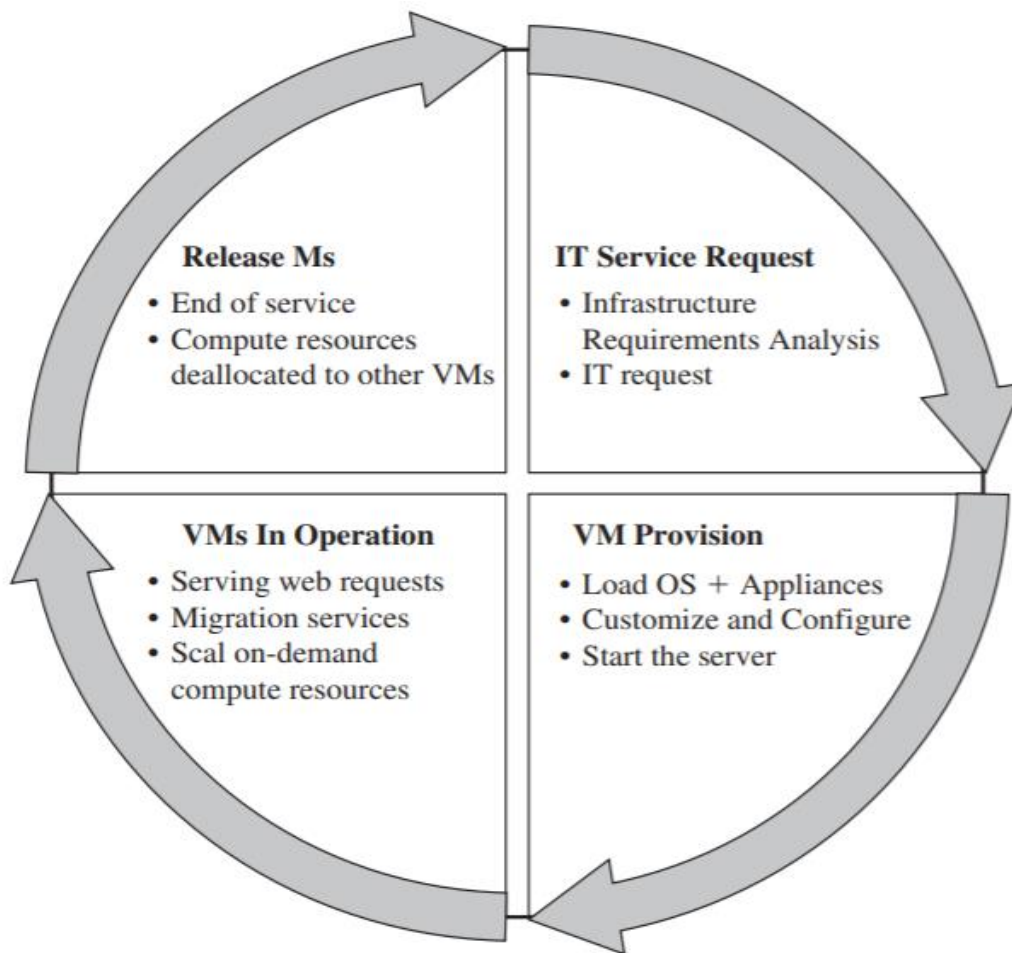 Release Ms
• End of service
• Compute resources
deallocated to other VMs
IT Service Request
• Infrastructure
Requirements Analysis
• IT request
VMs In Operation
• Serving web requests
• Migration services
• Scal on-demand
compute resources
VM Provision
• Load OS + Appliances
• Customize and Configure
• Start the server